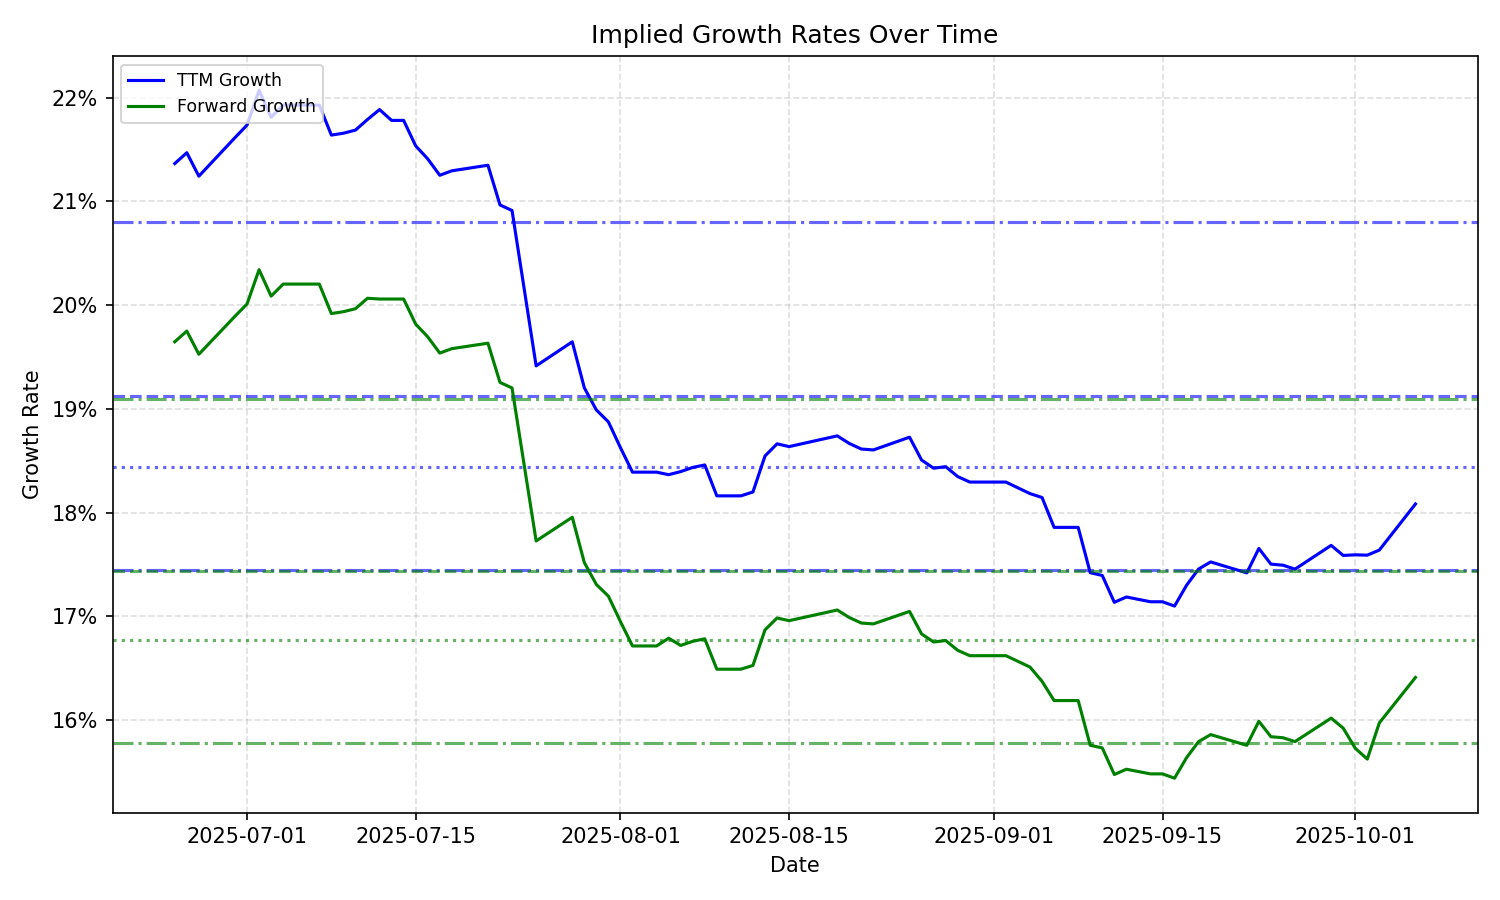 Implied Growth Rates Over Time
TTM Growth
Forward Growth
22%
21%
20%
19%
18%
17%
16%
Growth Rate
2025-07-01
2025-07-15
2025-08-01
2025-08-15
2025-09-01
2025-09-15
2025-10-01
Date